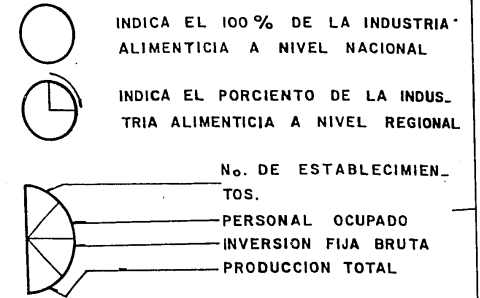 INDICA EL 100% DE LA INDUSTRIA
ALIMENTICIA A NIVEL NACIONAL
INDICA EL PORCIENTO DE LA INDUS_
TRIA ALIMENTICIA A NIVEL REGIONAL
No. DE ESTABLECIMIEN_
TOS.
PERSONAL OCUPADO
INVERSION FIJA BRUTA
PRODUCCION TOTAL